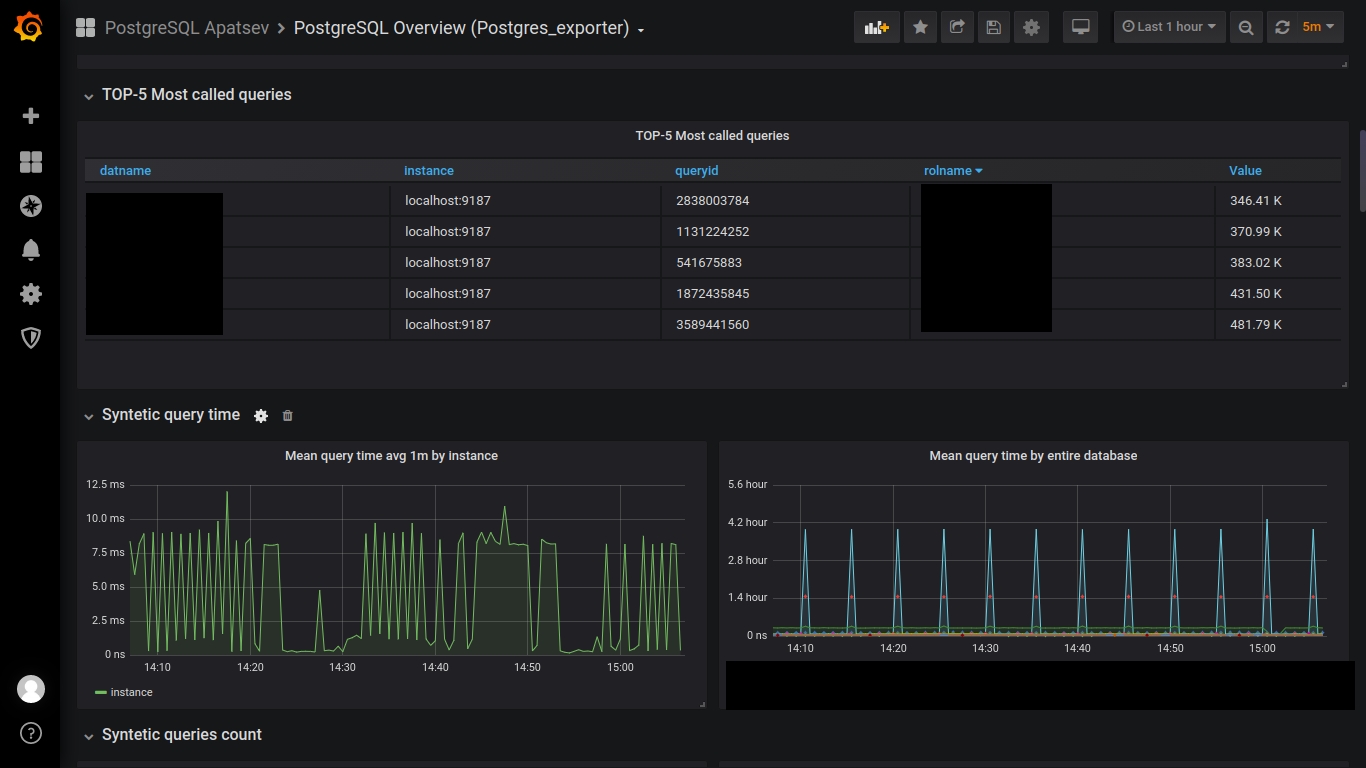 PostgreSQL Apatsev > PostgreSQL Overview (Postgres_exporter)
Last 1 hour
5m
TOP-5 Most called queries
TOP-5 Most called queries
datname instance queryid rolname Value
localhost:9187 2838003784 346.41 K
localhost:9187 1131224252 370.99 K
localhost:9187 541675883 383.02 K
localhost:9187 1872435845 431.50 K
localhost:9187 3589441560 481.79 K
Syntetic query time
Mean query time avg 1m by instance
12.5 ms
10.0 ms
7.5 ms
5.0 ms
2.5 ms
0 ns
14:10 14:20 14:30 14:40 14:50 15:00
instance
Mean query time by entire database
5.6 hour
4.2 hour
2.8 hour
1.4 hour
0 ns
14:10 14:20 14:30 14:40 14:50 15:00
Syntetic queries count